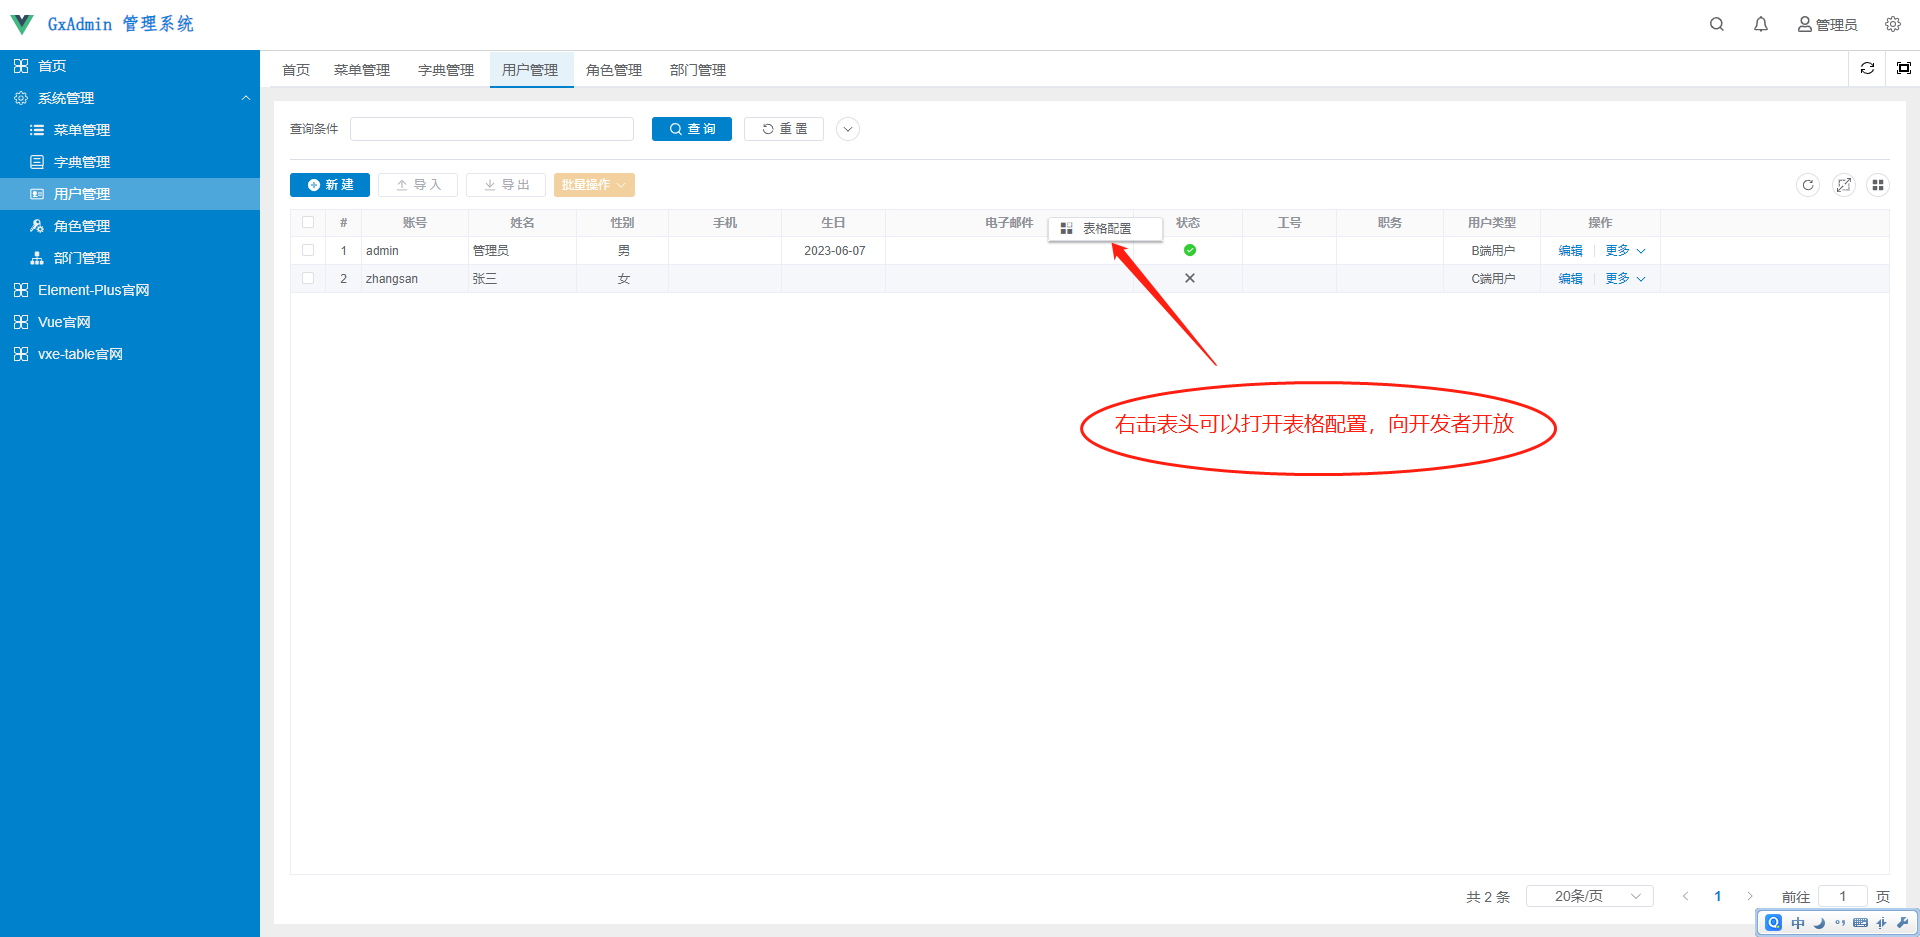 GxAdmin 管理系统
管理员
首页
系统管理
菜单管理
字典管理
用户管理
角色管理
部门管理
Element-Plus官网
Vue官网
vxe-table官网
首页 菜单管理 字典管理 用户管理 角色管理 部门管理
查询条件 查 询 重 置
新 建 导 入 导 出 批量操作
# 账号 姓名 性别 手机 生日 电子邮件 状态 工号 职务 用户类型 操作
表格配置
1 admin 管理员 男 2023-06-07 B端用户 编辑 更多
2 zhangsan 张三 女 C端用户 编辑 更多
右击表头可以打开表格配置，向开发者开放
共 2 条 20条/页 1 前往 1 页
中